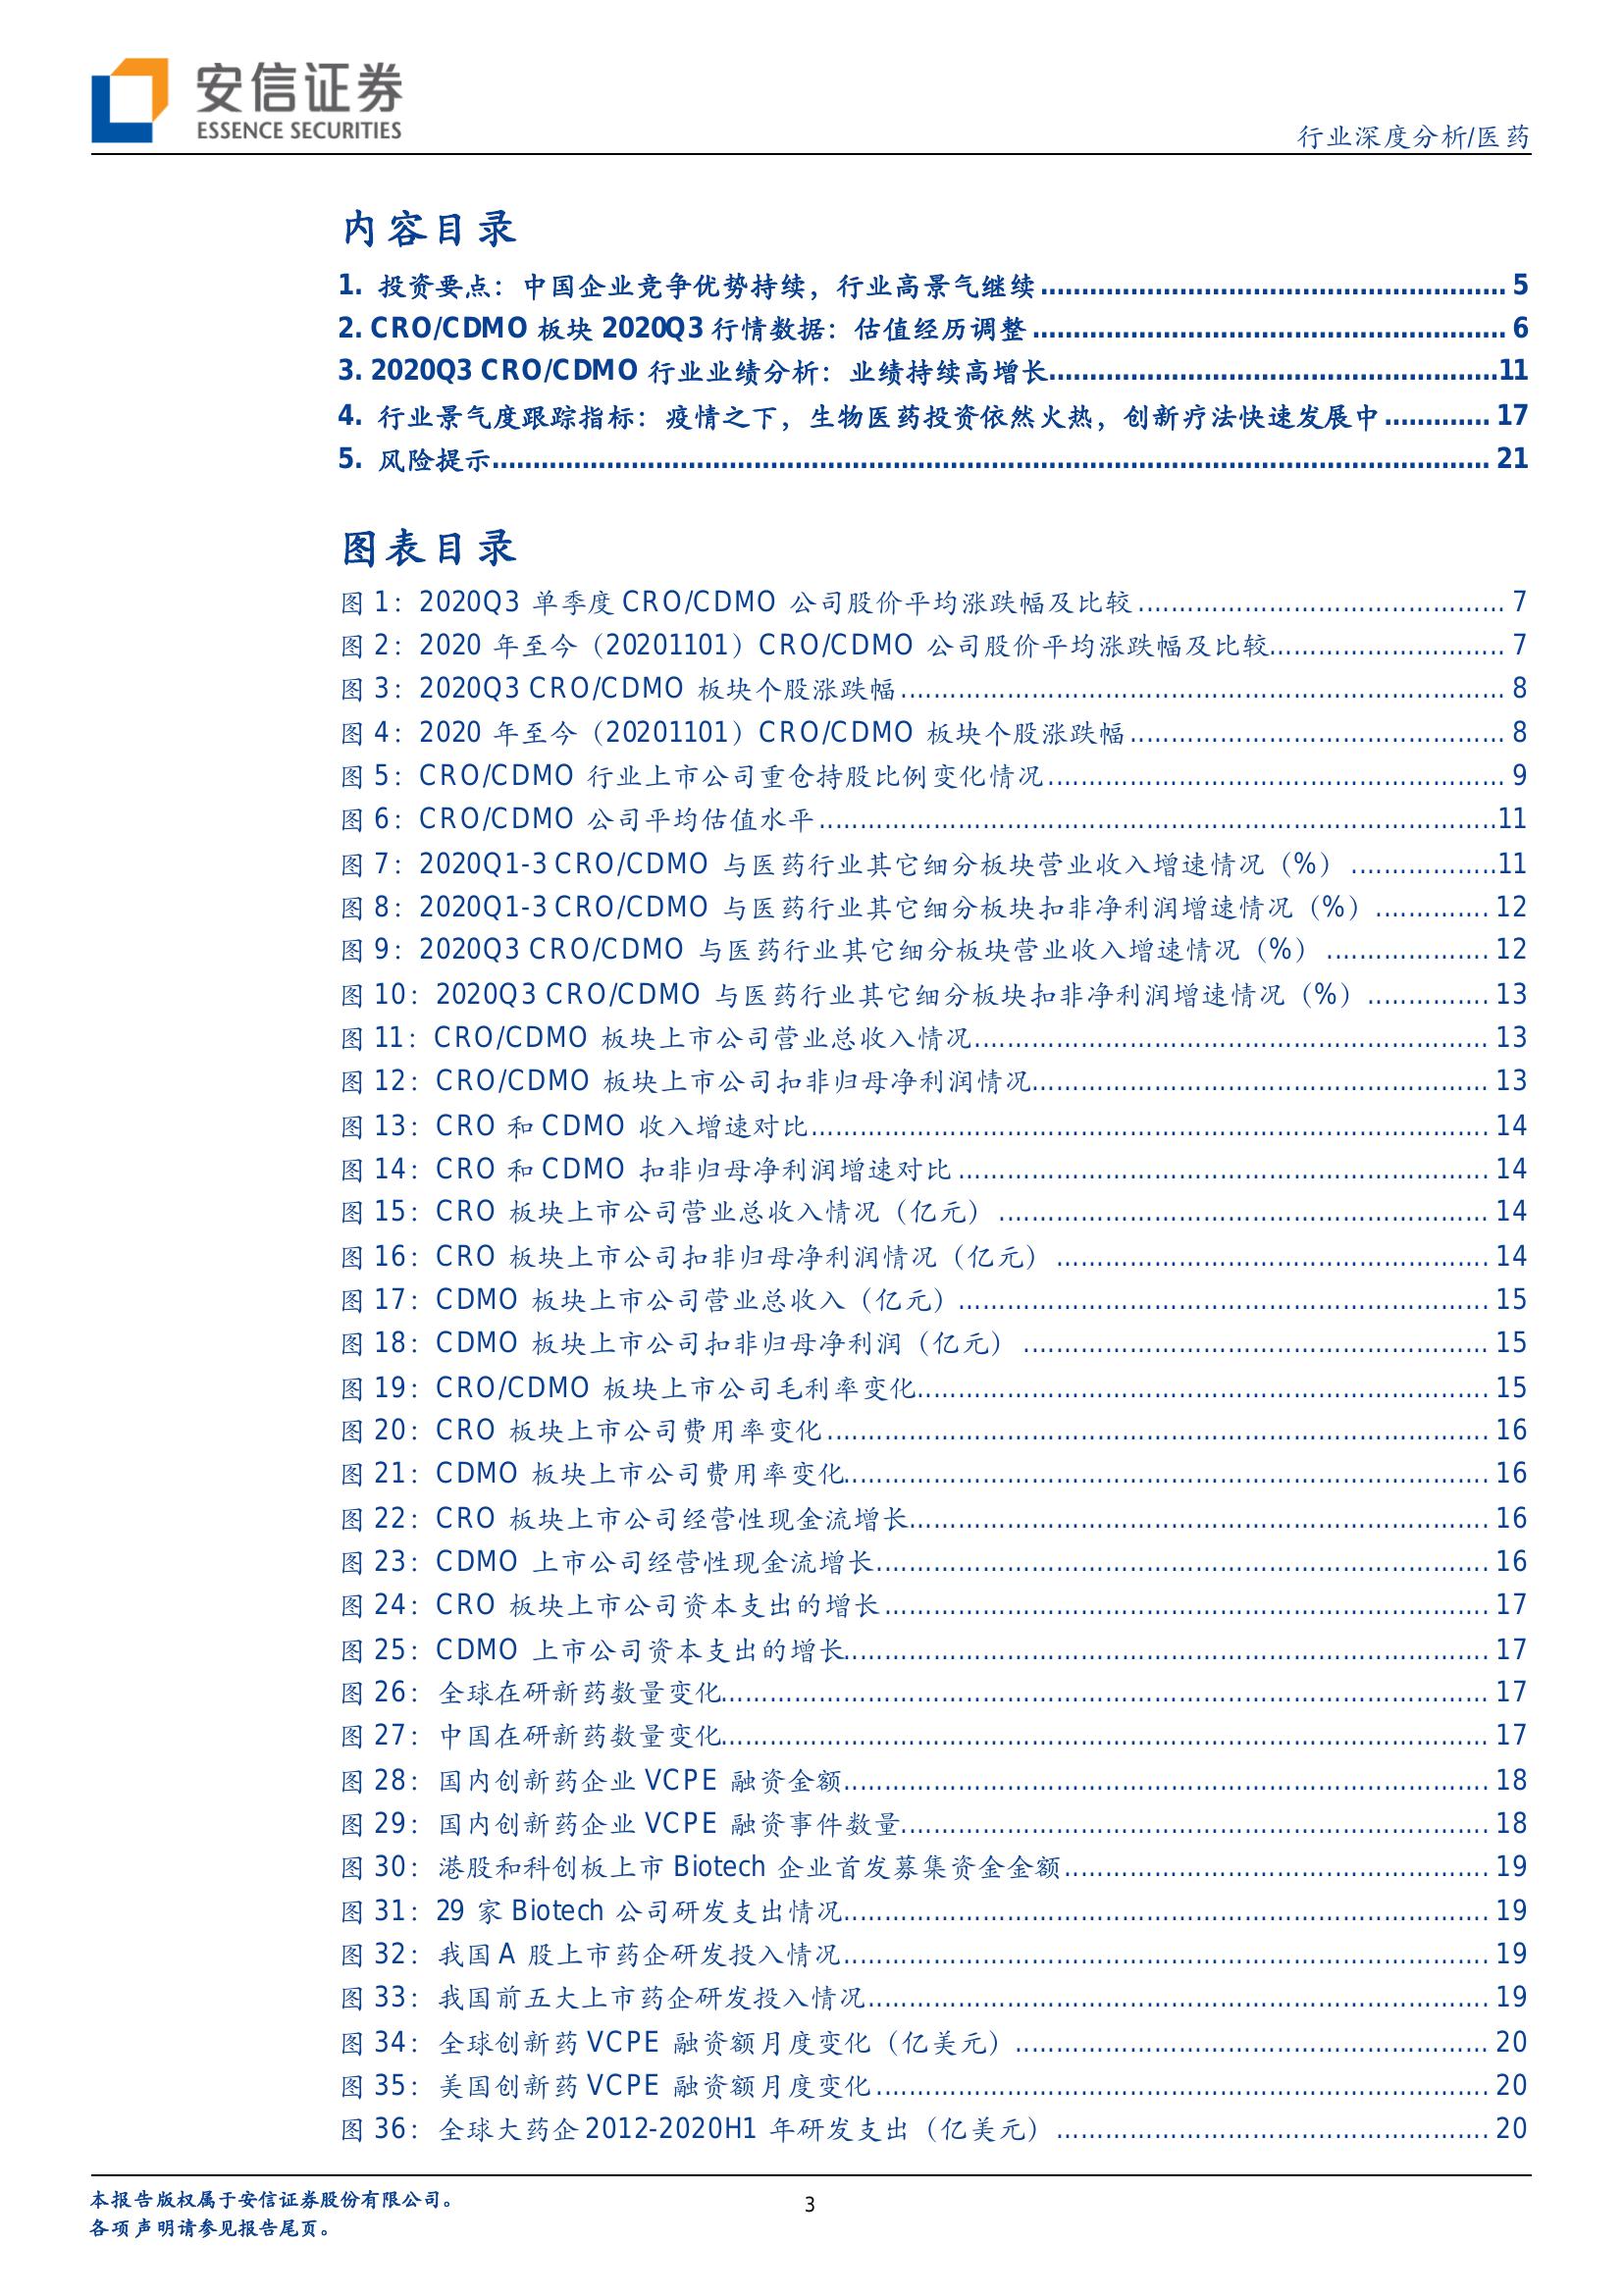 安信证券
ESSENCE SECURITIES
行业深度分析/医药
内容目录
1. 投资要点：中国企业竞争优势持续，行业高景气继续 ........ 5
2. CRO/CDMO 板块 2020Q3 行情数据：估值经历调整 ........ 6
3. 2020Q3 CRO/CDMO 行业业绩分析：业绩持续高增长 ........ 11
4. 行业景气度跟踪指标：疫情之下，生物医药投资依然火热，创新疗法快速发展中 ........ 17
5. 风险提示 ........ 21
图表目录
图 1：2020Q3 单季度 CRO/CDMO 公司股价平均涨跌幅及比较 ........ 7
图 2：2020 年至今（20201101）CRO/CDMO 公司股价平均涨跌幅及比较 ........ 7
图 3：2020Q3 CRO/CDMO 板块个股涨跌幅 ........ 8
图 4：2020 年至今（20201101）CRO/CDMO 板块个股涨跌幅 ........ 8
图 5：CRO/CDMO 行业上市公司重仓持股比例变化情况 ........ 9
图 6：CRO/CDMO 公司平均估值水平 ........ 11
图 7：2020Q1-3 CRO/CDMO 与医药行业其它细分板块营业收入增速情况（%） ........ 11
图 8：2020Q1-3 CRO/CDMO 与医药行业其它细分板块扣非净利润增速情况（%） ........ 12
图 9：2020Q3 CRO/CDMO 与医药行业其它细分板块营业收入增速情况（%） ........ 12
图 10：2020Q3 CRO/CDMO 与医药行业其它细分板块扣非净利润增速情况（%） ........ 13
图 11：CRO/CDMO 板块上市公司营业总收入情况 ........ 13
图 12：CRO/CDMO 板块上市公司扣非归母净利润情况 ........ 13
图 13：CRO 和 CDMO 收入增速对比 ........ 14
图 14：CRO 和 CDMO 扣非归母净利润增速对比 ........ 14
图 15：CRO 板块上市公司营业总收入情况（亿元） ........ 14
图 16：CRO 板块上市公司扣非归母净利润情况（亿元） ........ 14
图 17：CDMO 板块上市公司营业总收入（亿元） ........ 15
图 18：CDMO 板块上市公司扣非归母净利润（亿元） ........ 15
图 19：CRO/CDMO 板块上市公司毛利率变化 ........ 15
图 20：CRO 板块上市公司费用率变化 ........ 16
图 21：CDMO 板块上市公司费用率变化 ........ 16
图 22：CRO 板块上市公司经营性现金流增长 ........ 16
图 23：CDMO 上市公司经营性现金流增长 ........ 16
图 24：CRO 板块上市公司资本支出的增长 ........ 17
图 25：CDMO 上市公司资本支出的增长 ........ 17
图 26：全球在研新药数量变化 ........ 17
图 27：中国在研新药数量变化 ........ 17
图 28：国内创新药企业 VCPE 融资金额 ........ 18
图 29：国内创新药企业 VCPE 融资事件数量 ........ 18
图 30：港股和科创板上市 Biotech 企业首发募集资金金额 ........ 19
图 31：29 家 Biotech 公司研发支出情况 ........ 19
图 32：我国 A 股上市药企研发投入情况 ........ 19
图 33：我国前五大上市药企研发投入情况 ........ 19
图 34：全球创新药 VCPE 融资额月度变化（亿美元） ........ 20
图 35：美国创新药 VCPE 融资额月度变化 ........ 20
图 36：全球大药企 2012-2020H1 年研发支出（亿美元） ........ 20
本报告版权属于安信证券股份有限公司。
3
各项声明请参见报告尾页。